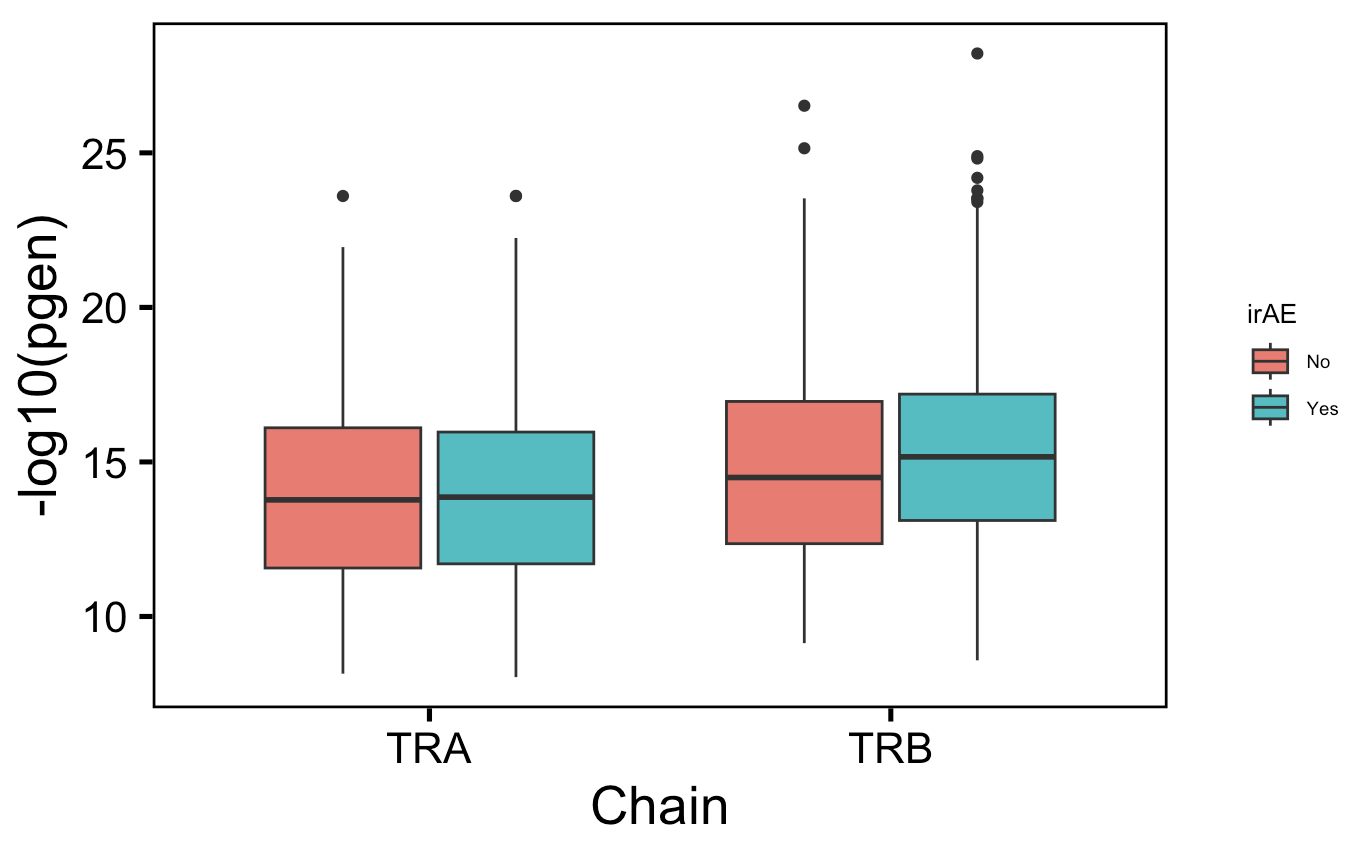 -log10(pgen)
25
20
15
10
TRA
TRB
Chain
irAE
No
Yes